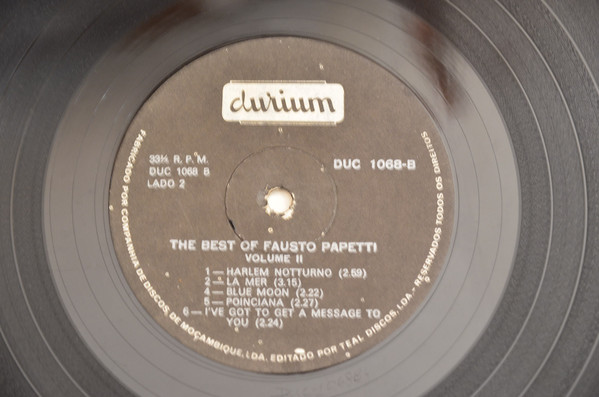 durium
33⅓ R. P. M.
DUC 1068 B
LADO 2
DUC 1068-B
THE BEST OF FAUSTO PAPETTI
VOLUME II
1 — HARLEM NOTTURNO (2.59)
2 — LA MER (3.15)
4 — BLUE MOON (2.22)
5 — POINCIANA (2.27)
6 — I'VE GOT TO GET A MESSAGE TO
YOU (2.24)
FABRICADO POR COMPANHIA DE DISCOS, DE MOÇAMBIQUE, LDA. EDITADO POR TEAL DISCOS, LDA. - RESERVADOS TODOS OS DIREITOS